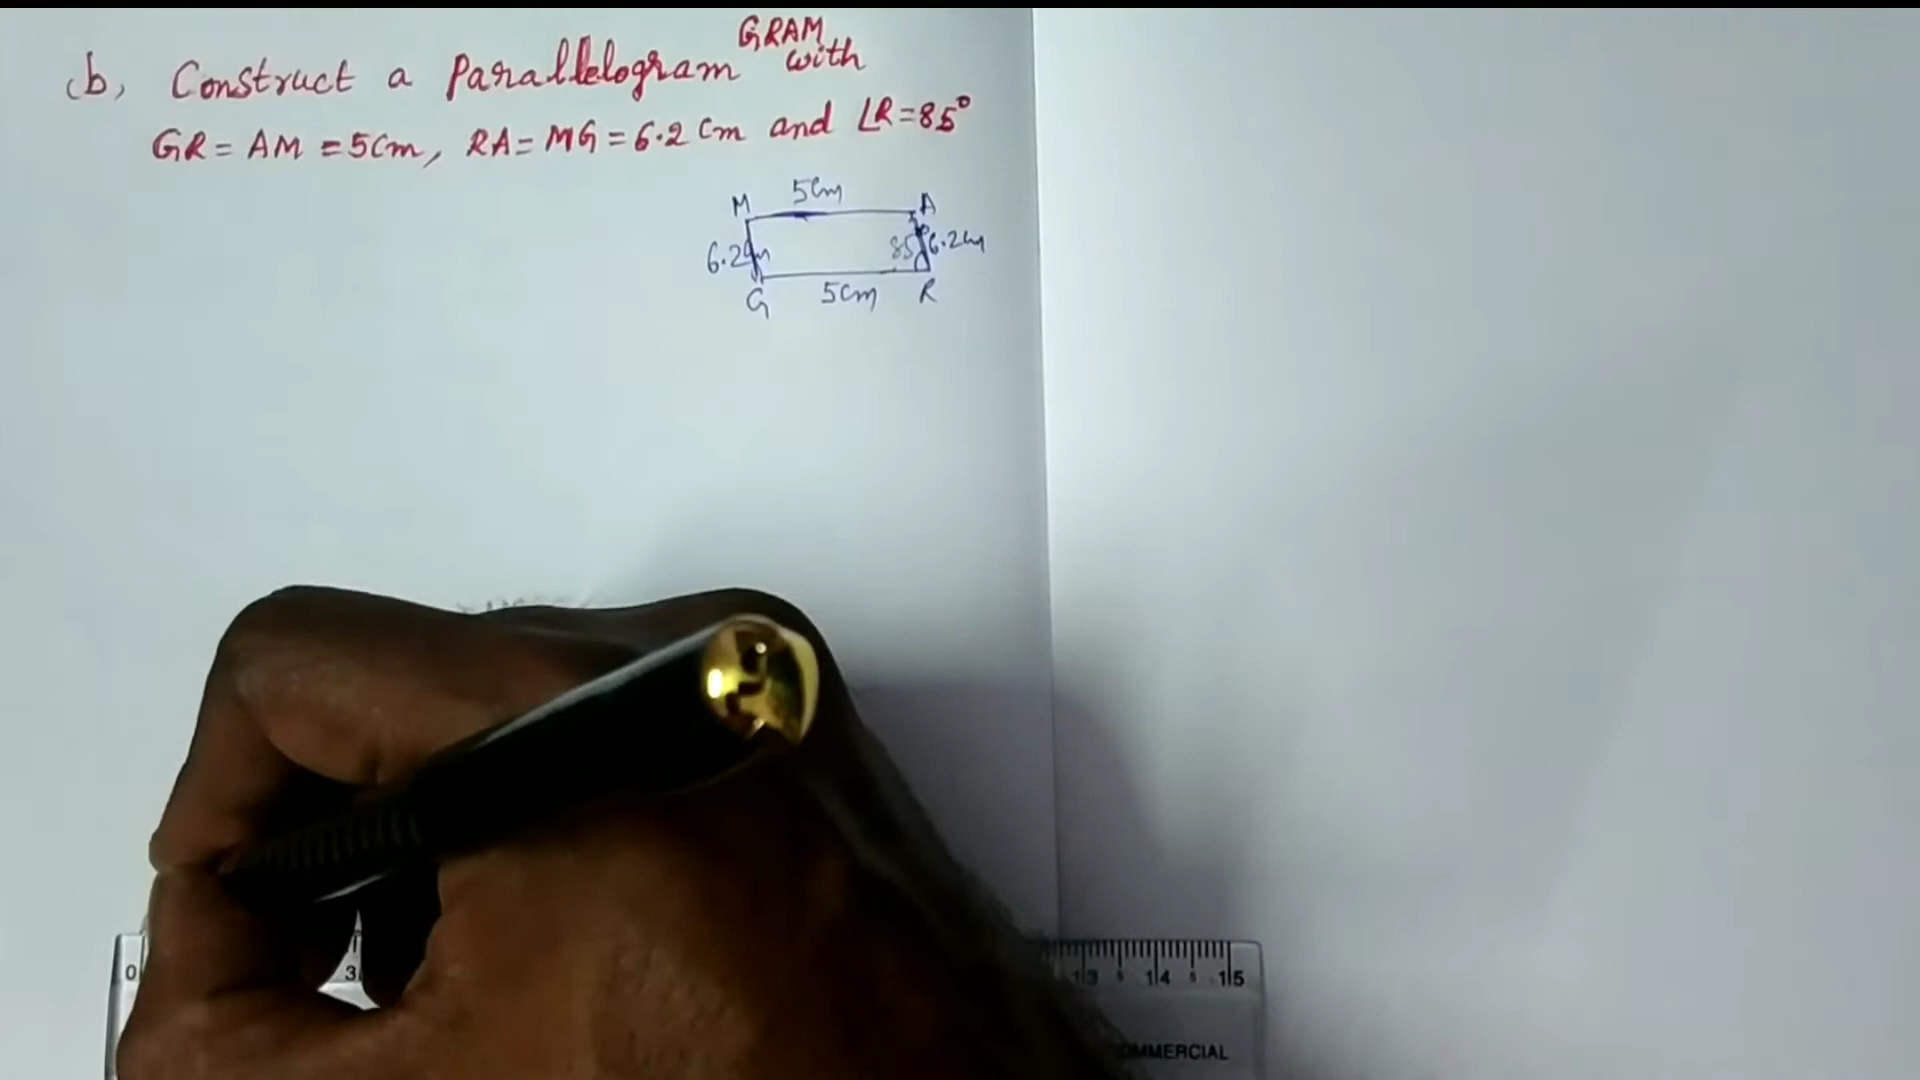 (b, Construct a Parallelogram GRAM with
GR = AM = 5Cm, RA = MG = 6.2 Cm and ∠R = 85°
M 5Cm A
6.2cm 85° 6.2cm
G 5cm R
0 3 13 14 15
COMMERCIAL